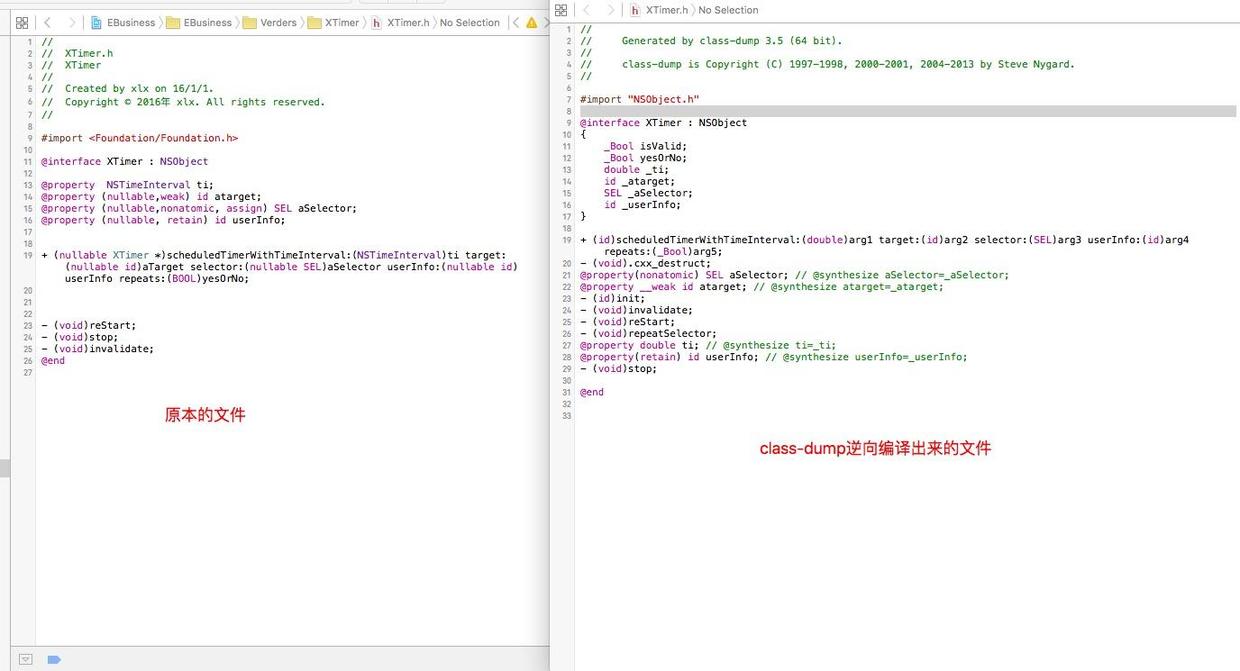 EBusiness EBusiness Verders XTimer XTimer.h No Selection
1 //
2 //  XTimer.h
3 //  XTimer
4 //
5 //  Created by xlx on 16/1/1.
6 //  Copyright © 2016年 xlx. All rights reserved.
7 //
8
9 #import <Foundation/Foundation.h>
10
11 @interface XTimer : NSObject
12
13 @property  NSTimeInterval ti;
14 @property (nullable,weak) id atarget;
15 @property (nullable,nonatomic, assign) SEL aSelector;
16 @property (nullable, retain) id userInfo;
17
18
19 + (nullable XTimer *)scheduledTimerWithTimeInterval:(NSTimeInterval)ti target:
(nullable id)aTarget selector:(nullable SEL)aSelector userInfo:(nullable id)
userInfo repeats:(BOOL)yesOrNo;
20
21
22
23 - (void)reStart;
24 - (void)stop;
25 - (void)invalidate;
26 @end
27
原本的文件
XTimer.h No Selection
1 //
2 //     Generated by class-dump 3.5 (64 bit).
3 //
4 //     class-dump is Copyright (C) 1997-1998, 2000-2001, 2004-2013 by Steve Nygard.
5 //
6
7 #import "NSObject.h"
8
9 @interface XTimer : NSObject
10 {
11     _Bool isValid;
12     _Bool yesOrNo;
13     double _ti;
14     id _atarget;
15     SEL _aSelector;
16     id _userInfo;
17 }
18
19 + (id)scheduledTimerWithTimeInterval:(double)arg1 target:(id)arg2 selector:(SEL)arg3 userInfo:(id)arg4
repeats:(_Bool)arg5;
20 - (void).cxx_destruct;
21 @property(nonatomic) SEL aSelector; // @synthesize aSelector=_aSelector;
22 @property __weak id atarget; // @synthesize atarget=_atarget;
23 - (id)init;
24 - (void)invalidate;
25 - (void)reStart;
26 - (void)repeatSelector;
27 @property double ti; // @synthesize ti=_ti;
28 @property(retain) id userInfo; // @synthesize userInfo=_userInfo;
29 - (void)stop;
30
31 @end
32
33
class-dump逆向编译出来的文件